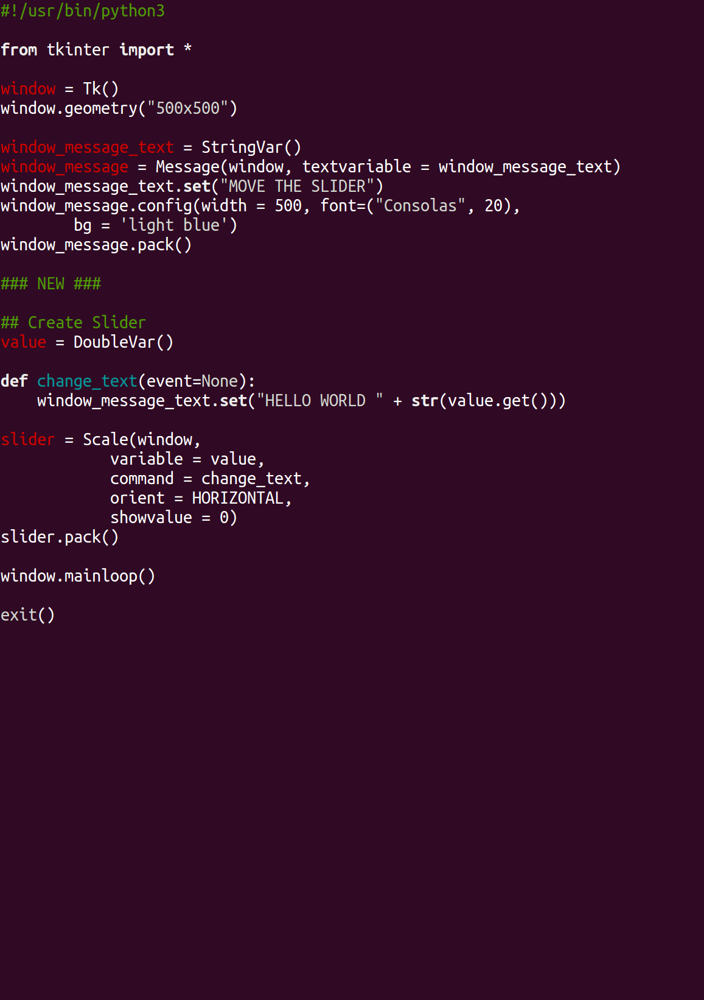 #!/usr/bin/python3
from tkinter import *
window = Tk()
window.geometry("500x500")
window_message_text = StringVar()
window_message = Message(window, textvariable = window_message_text)
window_message_text.set("MOVE THE SLIDER")
window_message.config(width = 500, font=("Consolas", 20),
        bg = 'light blue')
window_message.pack()
### NEW ###
## Create Slider
value = DoubleVar()
def change_text(event=None):
    window_message_text.set("HELLO WORLD " + str(value.get()))
slider = Scale(window,
            variable = value,
            command = change_text,
            orient = HORIZONTAL,
            showvalue = 0)
slider.pack()
window.mainloop()
exit()